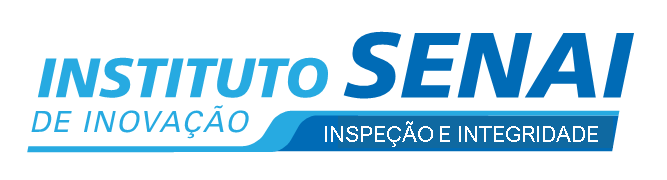 INSTITUTO SENAI
DE INOVAÇÃO
INSPEÇÃO E INTEGRIDADE